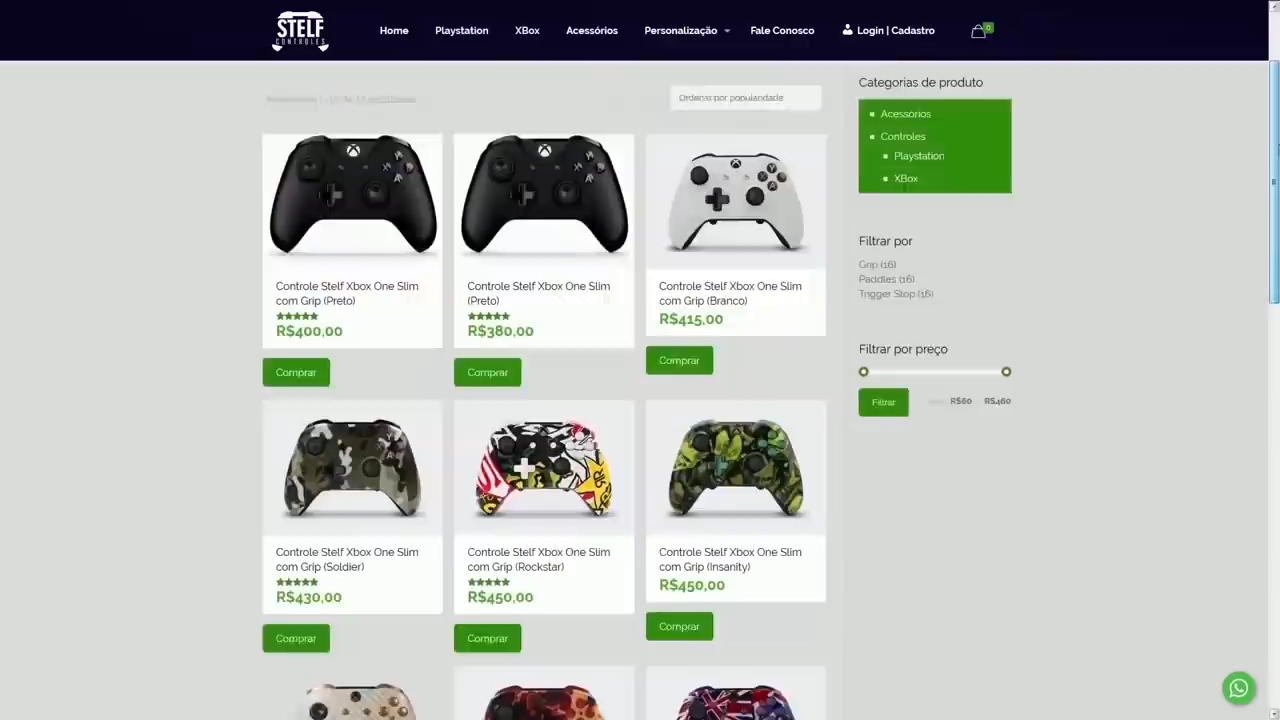 STELF
CONTROLES
Home
Playstation
XBox
Acessórios
Personalização
Fale Conosco
Login | Cadastro
0
Ordenar por popularidade
Controle Stelf Xbox One Slim
com Grip (Preto)
R$400,00
Comprar
Controle Stelf Xbox One Slim
(Preto)
R$380,00
Comprar
Controle Stelf Xbox One Slim
com Grip (Branco)
R$415,00
Comprar
Controle Stelf Xbox One Slim
com Grip (Soldier)
R$430,00
Comprar
Controle Stelf Xbox One Slim
com Grip (Rockstar)
R$450,00
Comprar
Controle Stelf Xbox One Slim
com Grip (Insanity)
R$450,00
Comprar
Categorias de produto
Acessórios
Controles
Playstation
XBox
Filtrar por
Grip (16)
Paddles (16)
Trigger Stop (16)
Filtrar por preço
Filtrar
R$60
R$460